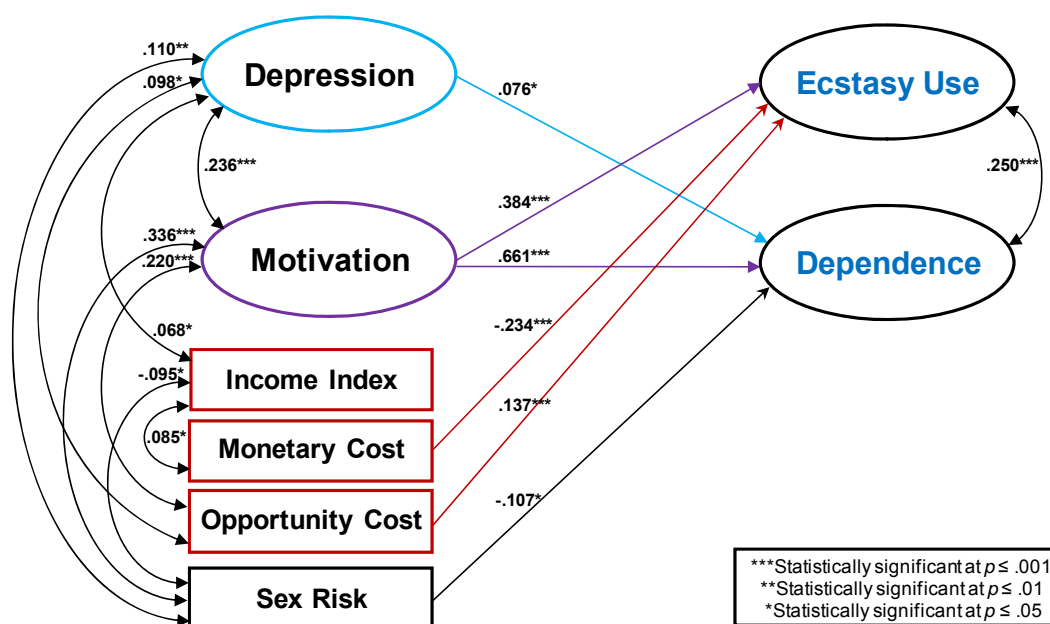 .110**
.098*
Depression
.076*
Ecstasy Use
.236***
.250***
.384***
.336***
.220***
Motivation
.661***
Dependence
.068*
-.234***
-.095*
Income Index
.137***
.085*
Monetary Cost
Opportunity Cost
-.107*
Sex Risk
***Statistically significant at p ≤ .001
**Statistically significant at p ≤ .01
*Statistically significant at p ≤ .05